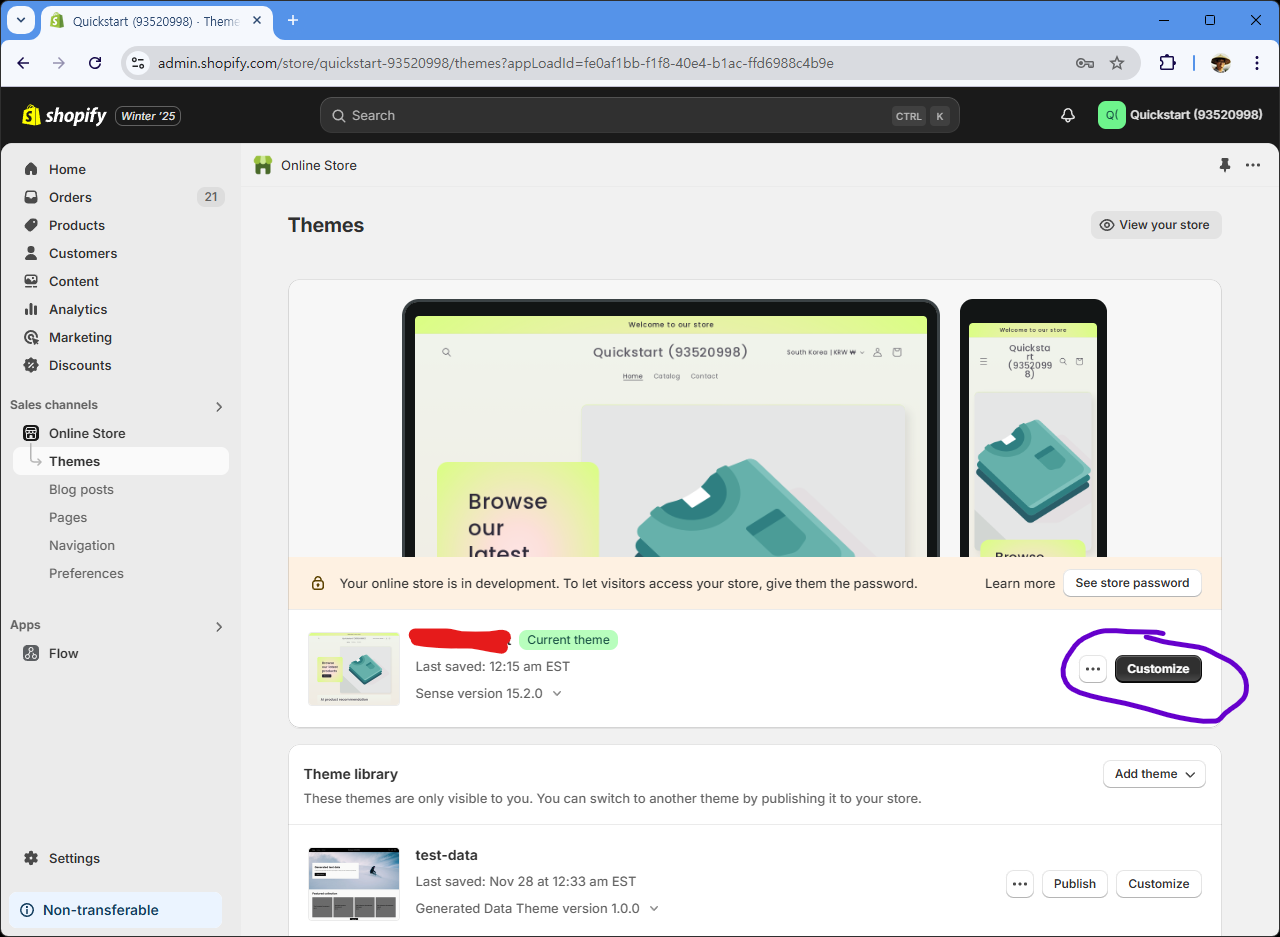 Quickstart (93520998) · Theme
admin.shopify.com/store/quickstart-93520998/themes?appLoadId=fe0af1bb-f1f8-40e4-b1ac-ffd6988c4b9e
shopify Winter '25
Search CTRL K
Q( Quickstart (93520998)
Home
Orders 21
Products
Customers
Content
Analytics
Marketing
Discounts
Sales channels
Online Store
Themes
Blog posts
Pages
Navigation
Preferences
Apps
Flow
Settings
Non-transferable
Online Store
Themes
View your store
Welcome to our store
Quickstart (93520998)
South Korea | KRW ₩
Home Catalog Contact
Browse
our
latest
Welcome to our store
Quicksta
rt
(9352099
8)
Browse
Your online store is in development. To let visitors access your store, give them the password.
Learn more See store password
Current theme
Last saved: 12:15 am EST
Sense version 15.2.0
Customize
Theme library
Add theme
These themes are only visible to you. You can switch to another theme by publishing it to your store.
test-data
Last saved: Nov 28 at 12:33 am EST
Generated Data Theme version 1.0.0
Publish Customize